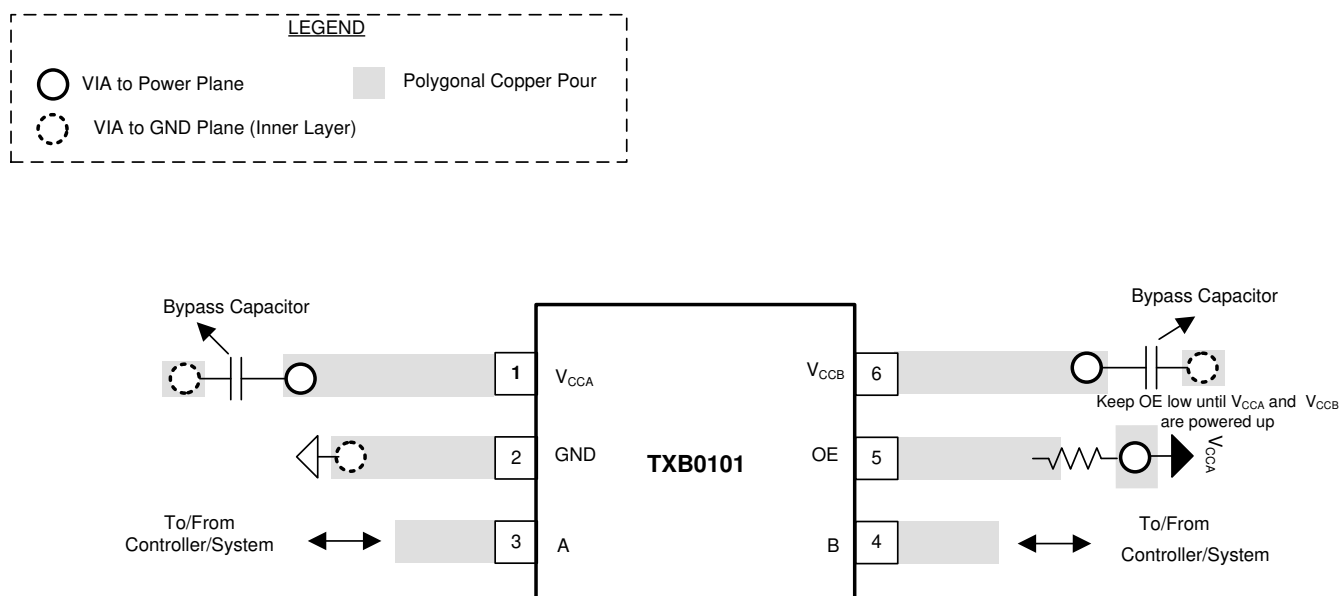 LEGEND
VIA to Power Plane
Polygonal Copper Pour
VIA to GND Plane (Inner Layer)
Bypass Capacitor
Bypass Capacitor
1
VCCA
VCCB
6
Keep OE low until VCCA and VCCB
are powered up
2
GND
TXB0101
OE
5
VCCA
To/From
Controller/System
3
A
B
4
To/From
Controller/System